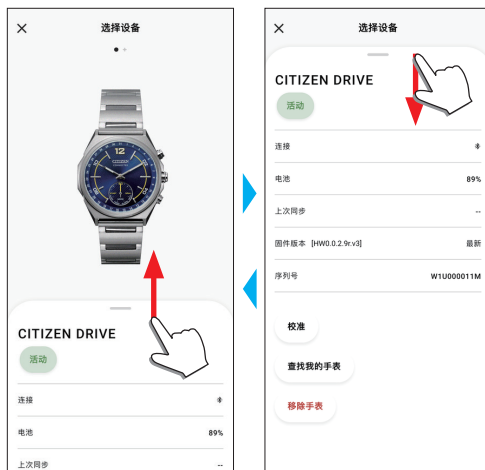 选择设备
12
CITIZEN
CITIZEN DRIVE
活动
连接
电池 89%
上次同步 --
选择设备
CITIZEN DRIVE
活动
连接
电池 89%
上次同步 --
固件版本 [HW0.0.2.9r.v3] 最新
序列号 W1U000011M
校准
查找我的手表
移除手表